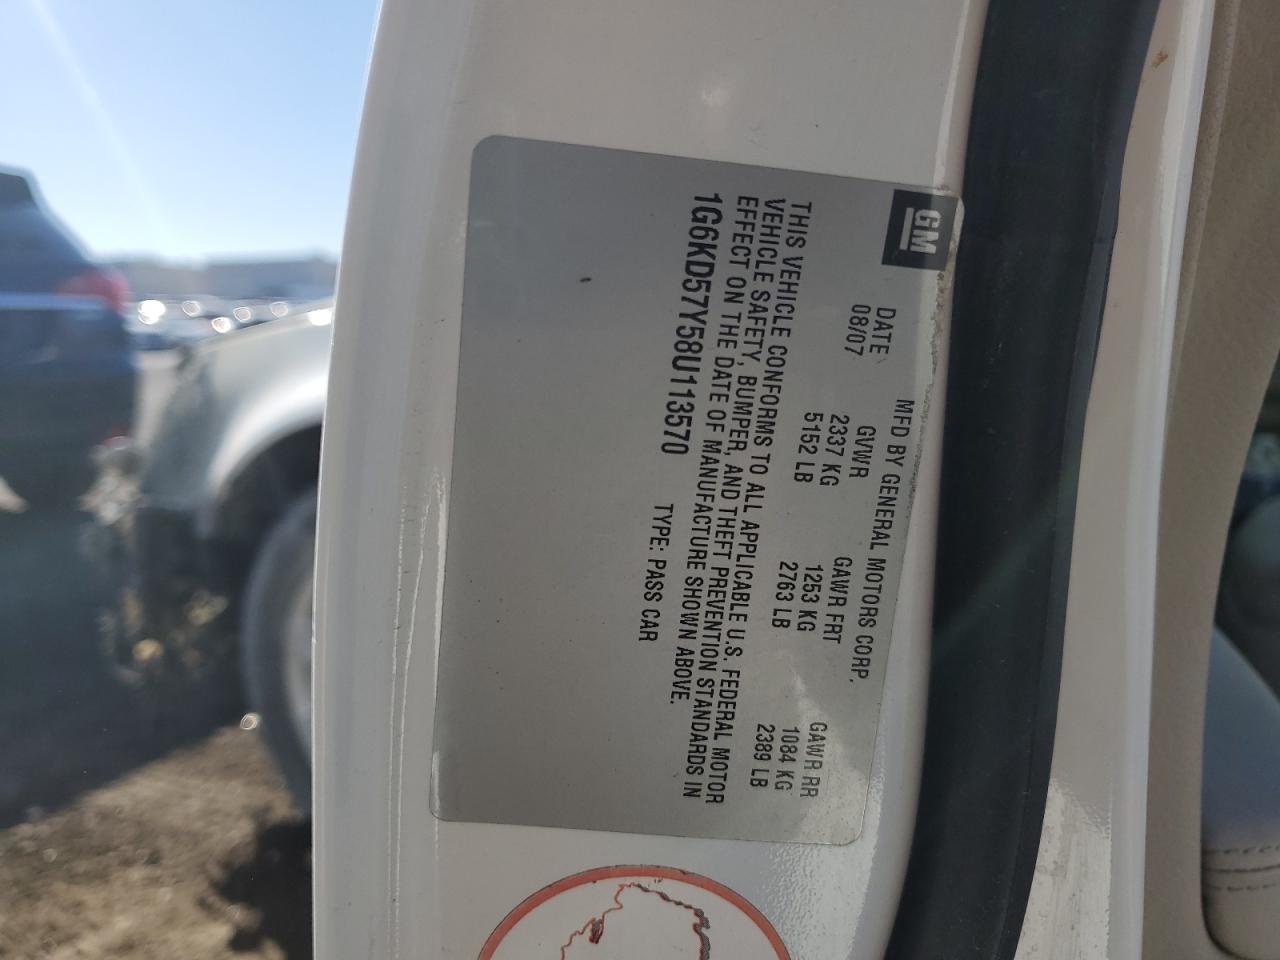 GM
MFD BY GENERAL MOTORS CORP.
DATE GVWR GAWR FRT GAWR RR
08/07 2337 KG 1253 KG 1084 KG
5152 LB 2763 LB 2389 LB
THIS VEHICLE CONFORMS TO ALL APPLICABLE U.S. FEDERAL MOTOR
VEHICLE SAFETY, BUMPER, AND THEFT PREVENTION STANDARDS IN
EFFECT ON THE DATE OF MANUFACTURE SHOWN ABOVE.
1G6KD57Y58U113570 TYPE: PASS CAR